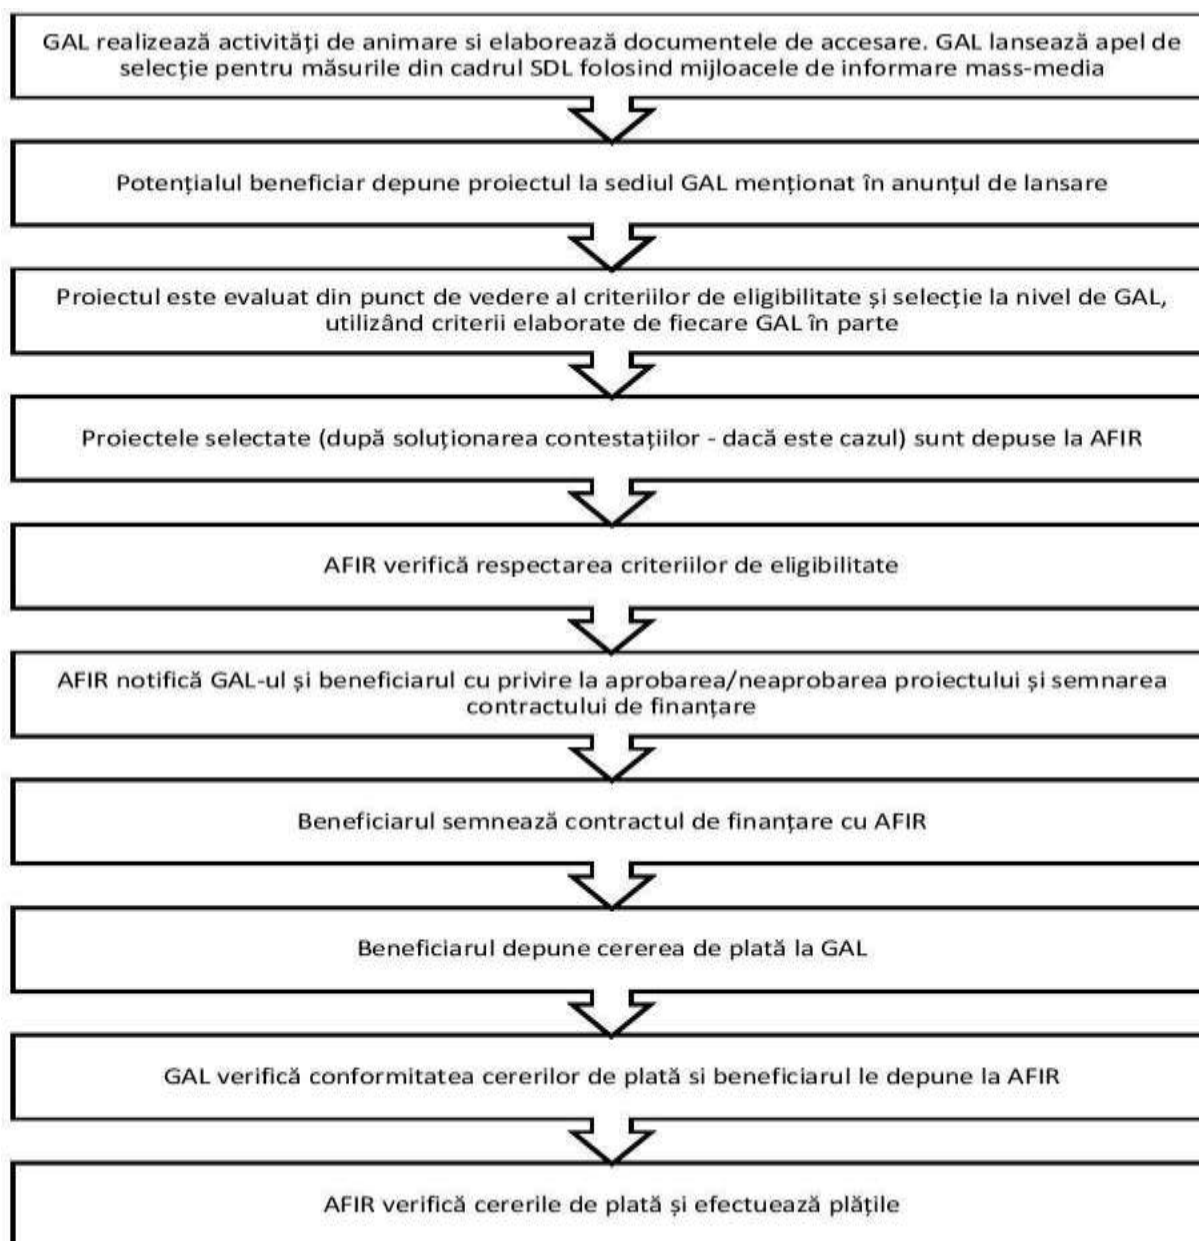 GAL realizează activități de animare si elaborează documentele de accesare. GAL lansează apel de
selecție pentru măsurile din cadrul SDL folosind mijloacele de informare mass-media
Potențialul beneficiar depune proiectul la sediul GAL menționat în anunțul de lansare
Proiectul este evaluat din punct de vedere al criteriilor de eligibilitate și selecție la nivel de GAL,
utilizând criterii elaborate de fiecare GAL în parte
Proiectele selectate (după soluționarea contestațiilor - dacă este cazul) sunt depuse la AFIR
AFIR verifică respectarea criteriilor de eligibilitate
AFIR notifică GAL-ul și beneficiarul cu privire la aprobarea/neaprobarea proiectului și semnarea
contractului de finanțare
Beneficiarul semnează contractul de finanțare cu AFIR
Beneficiarul depune cererea de plată la GAL
GAL verifică conformitatea cererilor de plată si beneficiarul le depune la AFIR
AFIR verifică cererile de plată și efectuează plățile